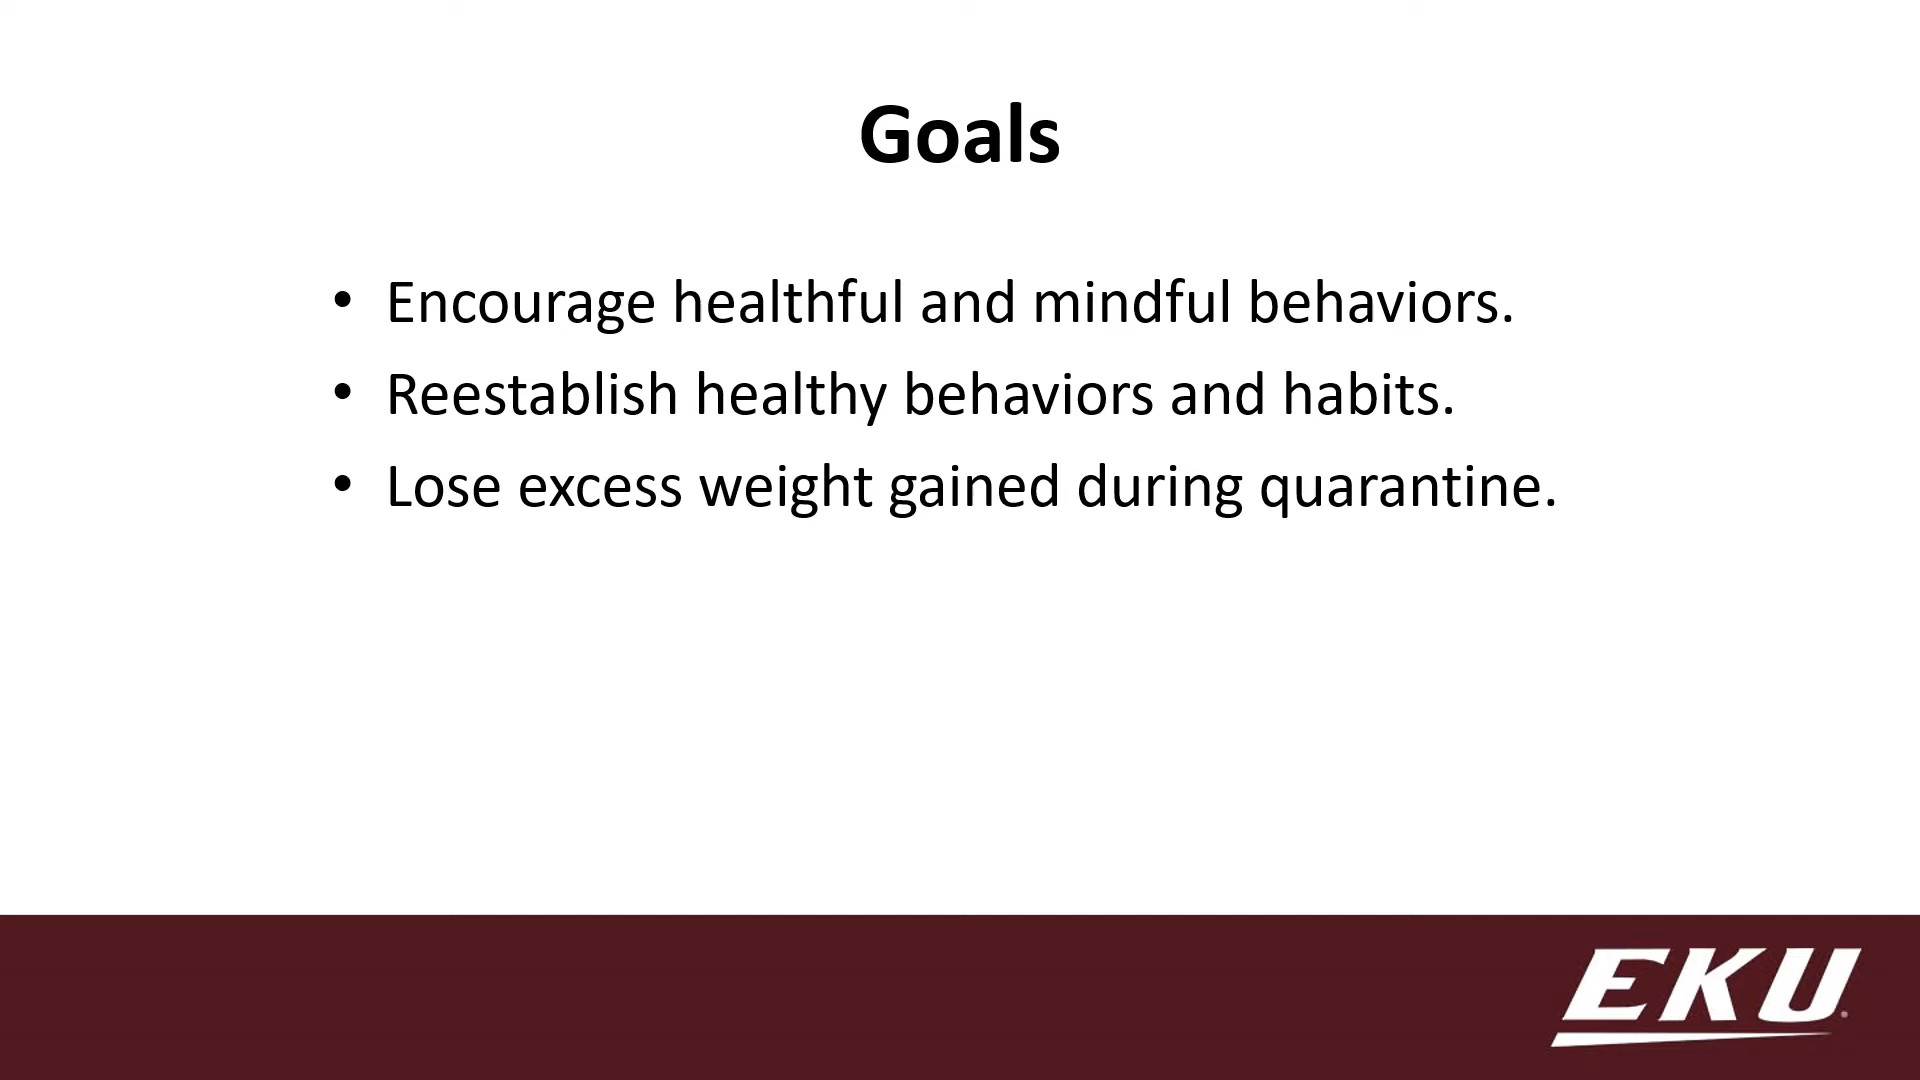 Goals
• Encourage healthful and mindful behaviors.
• Reestablish healthy behaviors and habits.
• Lose excess weight gained during quarantine.
EKU